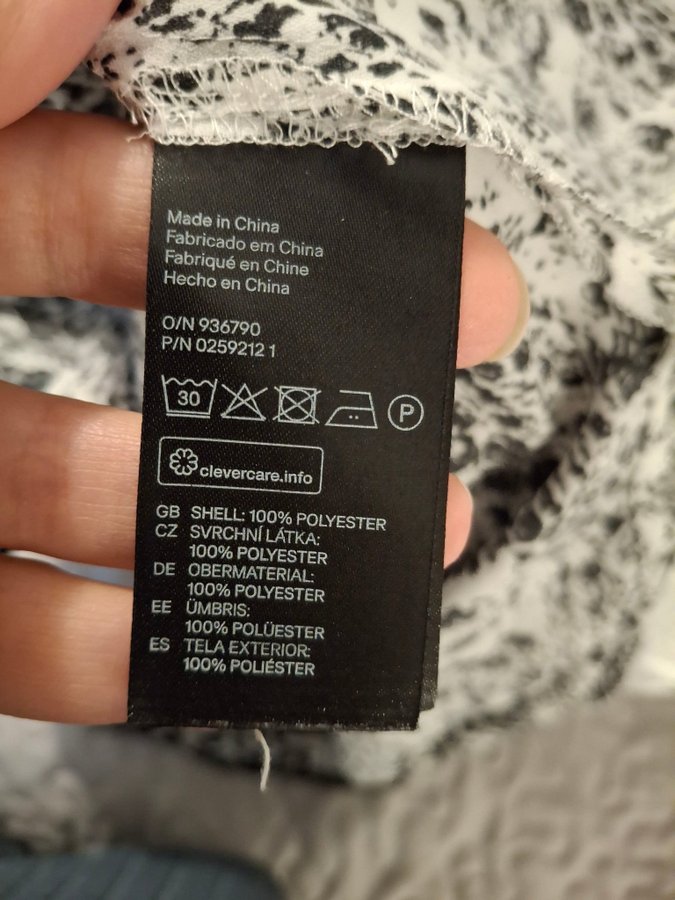 Made in China
Fabricado em China
Fabriqué en Chine
Hecho en China
O/N 936790
P/N 0259212 1
30 P
clevercare.info
GB SHELL: 100% POLYESTER
CZ SVRCHNÍ LÁTKA:
100% POLYESTER
DE OBERMATERIAL:
100% POLYESTER
EE ÜMBRIS:
100% POLÜESTER
ES TELA EXTERIOR:
100% POLIÉSTER